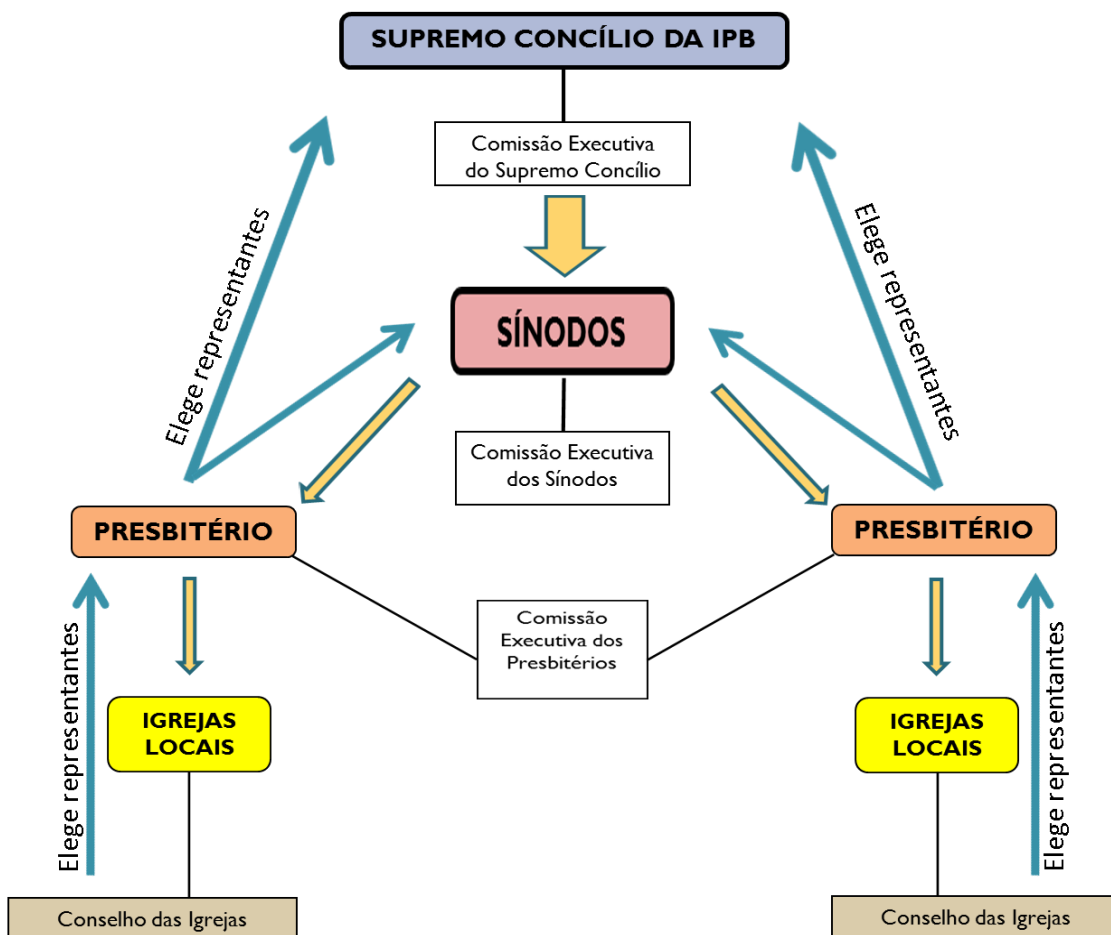 SUPREMO CONCÍLIO DA IPB
Comissão Executiva
do Supremo Concílio
Elege representantes
Elege representantes
SÍNODOS
Comissão Executiva
dos Sínodos
PRESBITÉRIO
PRESBITÉRIO
Comissão
Executiva dos
Presbitérios
Elege representantes
IGREJAS
LOCAIS
IGREJAS
LOCAIS
Elege representantes
Conselho das Igrejas
Conselho das Igrejas